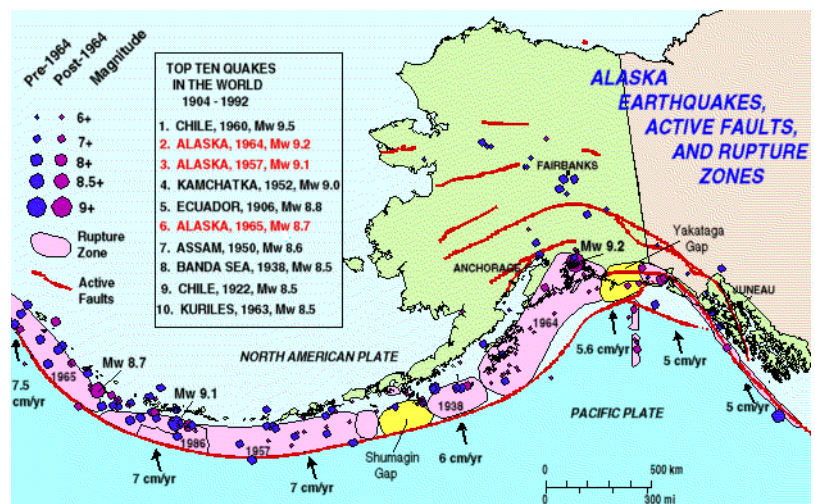 Pre-1964
Post-1964
Magnitude
6+
7+
8+
8.5+
9+
Rupture
Zone
Active
Faults
TOP TEN QUAKES
IN THE WORLD
1904 - 1992
1. CHILE, 1960, Mw 9.5
2. ALASKA, 1964, Mw 9.2
3. ALASKA, 1957, Mw 9.1
4. KAMCHATKA, 1952, Mw 9.0
5. ECUADOR, 1906, Mw 8.8
6. ALASKA, 1965, Mw 8.7
7. ASSAM, 1950, Mw 8.6
8. BANDA SEA, 1938, Mw 8.5
9. CHILE, 1922, Mw 8.5
10. KURILES, 1963, Mw 8.5
ALASKA
EARTHQUAKES,
ACTIVE FAULTS,
AND RUPTURE
ZONES
FAIRBANKS
Yakataga
Gap
Mw 9.2
ANCHORAGE
JUNEAU
1964
NORTH AMERICAN PLATE
5.6 cm/yr
5 cm/yr
5 cm/yr
PACIFIC PLATE
7.5
cm/yr
1965
Mw 8.7
Mw 9.1
1986
1957
1938
Shumagin
Gap
6 cm/yr
7 cm/yr
7 cm/yr
0
500 km
0
300 mi